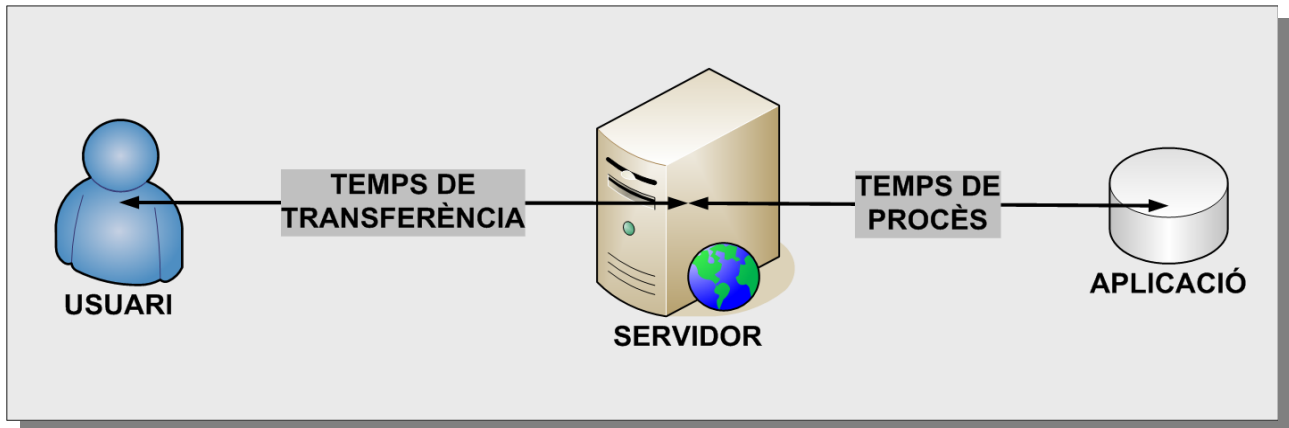 TEMPS DE
TRANSFERÈNCIA
TEMPS DE
PROCÈS
USUARI
SERVIDOR
APLICACIÓ